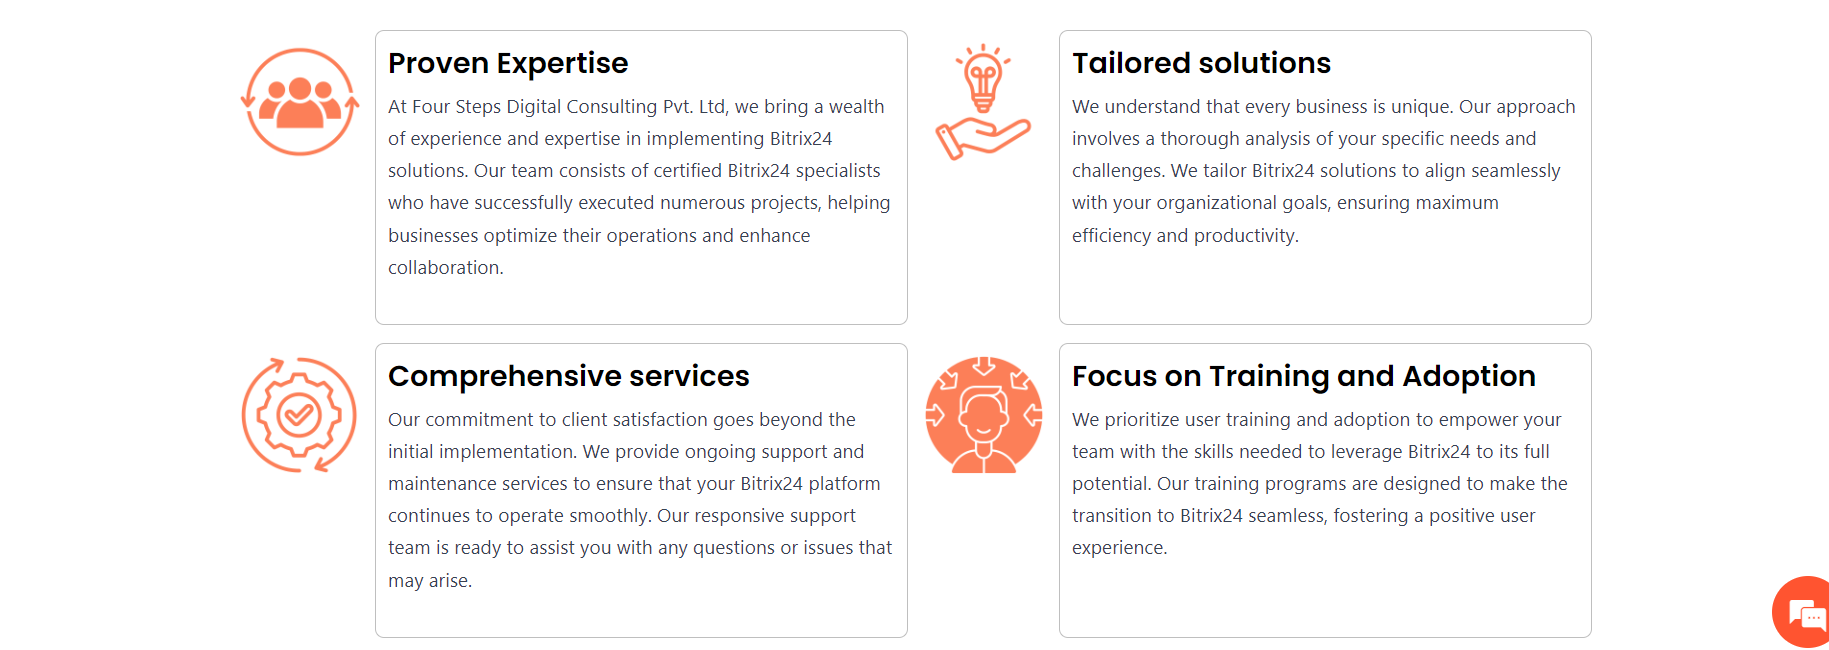 Proven Expertise
At Four Steps Digital Consulting Pvt. Ltd, we bring a wealth
of experience and expertise in implementing Bitrix24
solutions. Our team consists of certified Bitrix24 specialists
who have successfully executed numerous projects, helping
businesses optimize their operations and enhance
collaboration.
Tailored solutions
We understand that every business is unique. Our approach
involves a thorough analysis of your specific needs and
challenges. We tailor Bitrix24 solutions to align seamlessly
with your organizational goals, ensuring maximum
efficiency and productivity.
Comprehensive services
Our commitment to client satisfaction goes beyond the
initial implementation. We provide ongoing support and
maintenance services to ensure that your Bitrix24 platform
continues to operate smoothly. Our responsive support
team is ready to assist you with any questions or issues that
may arise.
Focus on Training and Adoption
We prioritize user training and adoption to empower your
team with the skills needed to leverage Bitrix24 to its full
potential. Our training programs are designed to make the
transition to Bitrix24 seamless, fostering a positive user
experience.